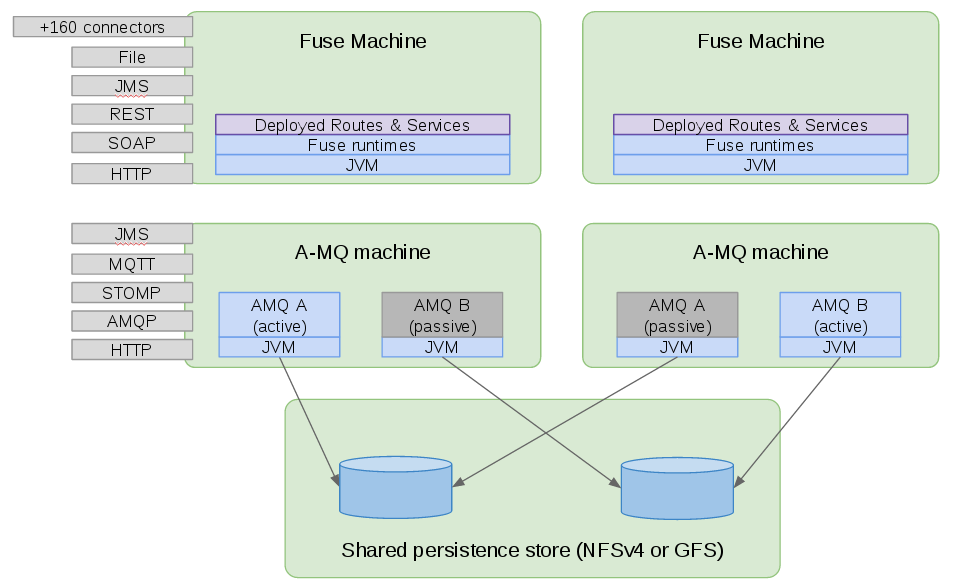 +160 connectors
File
JMS
REST
SOAP
HTTP
Fuse Machine
Deployed Routes & Services
Fuse runtimes
JVM
Fuse Machine
Deployed Routes & Services
Fuse runtimes
JVM
JMS
MQTT
STOMP
AMQP
HTTP
A-MQ machine
AMQ A
(active)
JVM
AMQ B
(passive)
JVM
A-MQ machine
AMQ A
(passive)
JVM
AMQ B
(active)
JVM
Shared persistence store (NFSv4 or GFS)